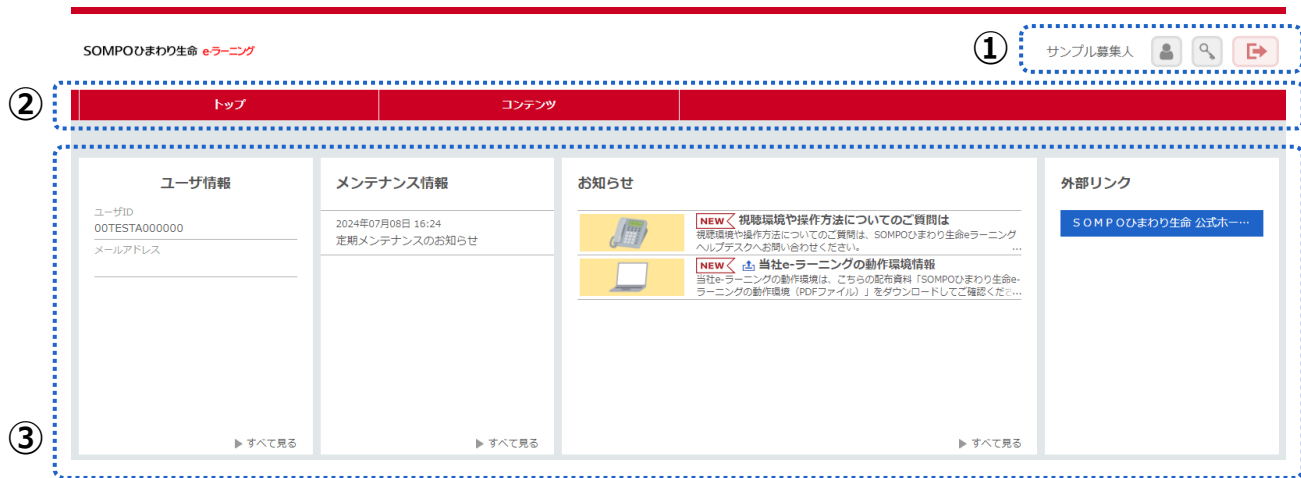 SOMPOひまわり生命 e-ラーニング
①
サンプル募集人
②
トップ
コンテンツ
③
ユーザ情報
ユーザID
00TESTA000000
メールアドレス
▶ すべて見る
メンテナンス情報
2024年07月08日 16:24
定期メンテナンスのお知らせ
▶ すべて見る
お知らせ
NEW 視聴環境や操作方法についてのご質問は
視聴環境や操作方法についてのご質問は、SOMPOひまわり生命eラーニング
ヘルプデスクへお問い合わせください。 ...
NEW 当社e-ラーニングの動作環境情報
当社e-ラーニングの動作環境は、こちらの配布資料「SOMPOひまわり生命e-
ラーニングの動作環境（PDFファイル）」をダウンロードしてご確認くださ...
▶ すべて見る
外部リンク
ＳＯＭＰＯひまわり生命 公式ホー…